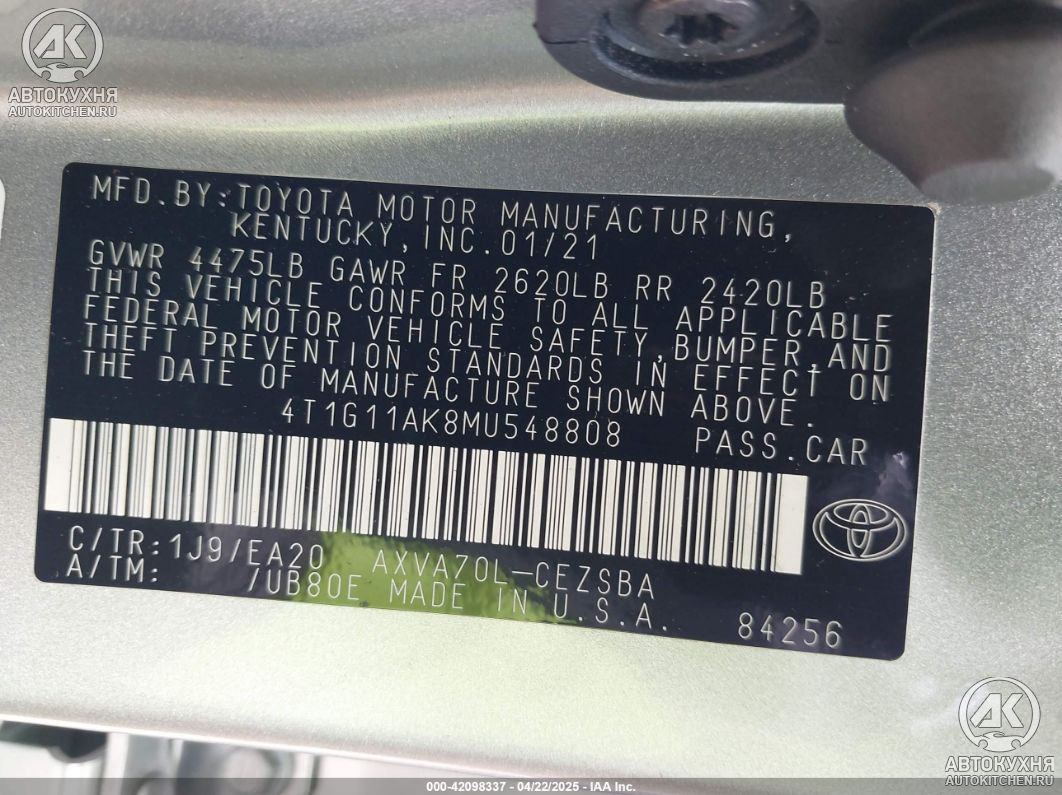 AK
АВТОКУХНЯ
AUTOKITCHEN.RU
MFD.BY:TOYOTA MOTOR MANUFACTURING,
KENTUCKY,INC.01/21
GVWR 4475LB GAWR FR 2620LB RR 2420LB
THIS VEHICLE CONFORMS TO ALL APPLICABLE
FEDERAL MOTOR VEHICLE SAFETY,BUMPER,AND
THEFT PREVENTION STANDARDS IN EFFECT ON
THE DATE OF MANUFACTURE SHOWN ABOVE.
4T1G11AK8MU548808 PASS.CAR
C/TR:1J9/EA20 AXVA70L-CEZSBA
A/TM: /UB80E MADE IN U.S.A.
84256
AK
АВТОКУХНЯ
AUTOKITCHEN.RU
000-42098337 - 04/22/2025 - IAA Inc.